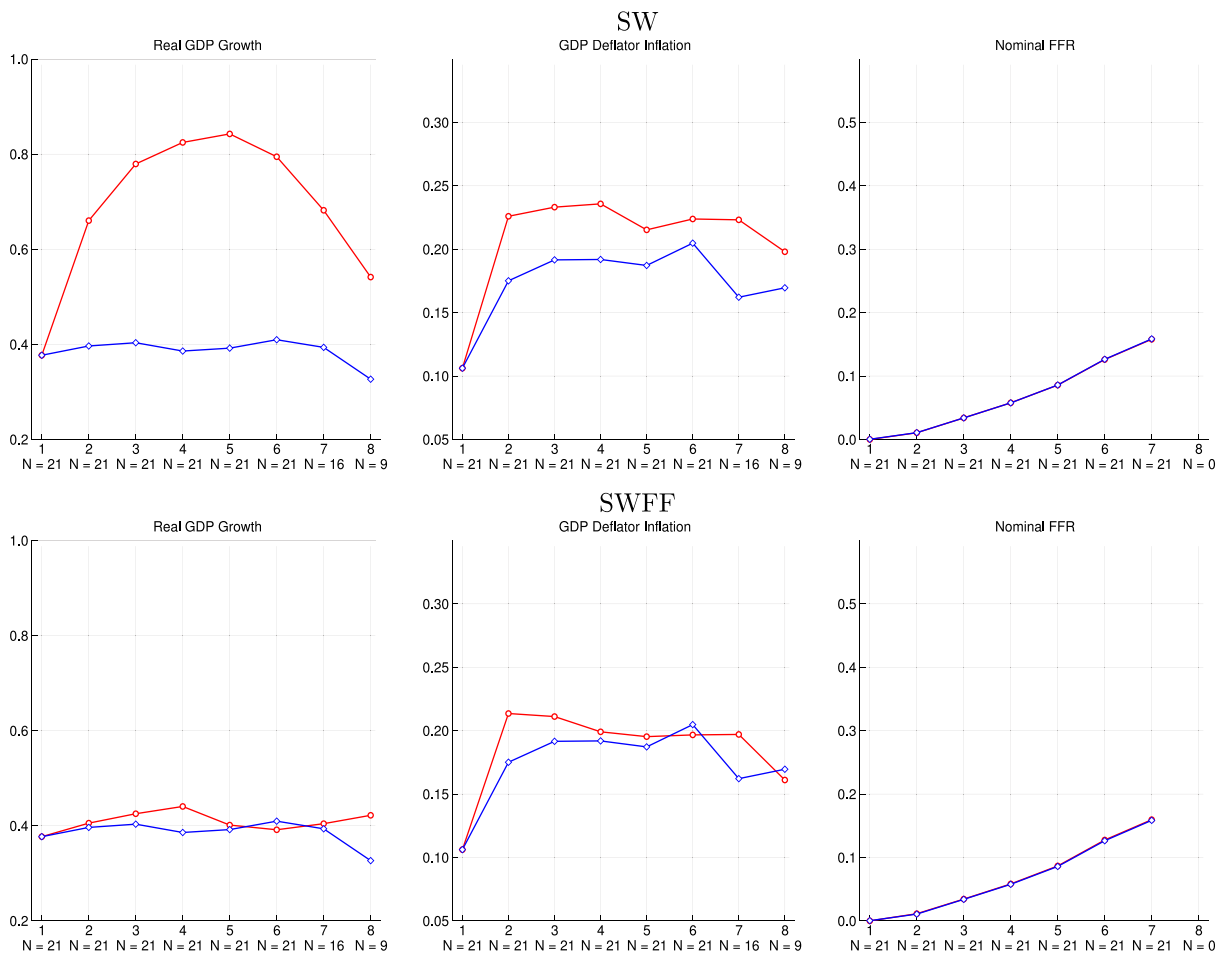 SW
Real GDP Growth GDP Deflator Inflation Nominal FFR
1.0
0.8
0.6
0.4
0.2
1 2 3 4 5 6 7 8
N = 21 N = 21 N = 21 N = 21 N = 21 N = 21 N = 16 N = 9
0.30
0.25
0.20
0.15
0.10
0.05
1 2 3 4 5 6 7 8
N = 21 N = 21 N = 21 N = 21 N = 21 N = 21 N = 16 N = 9
0.5
0.4
0.3
0.2
0.1
0.0
1 2 3 4 5 6 7 8
N = 21 N = 21 N = 21 N = 21 N = 21 N = 21 N = 21 N = 0
SWFF
Real GDP Growth GDP Deflator Inflation Nominal FFR
1.0
0.8
0.6
0.4
0.2
1 2 3 4 5 6 7 8
N = 21 N = 21 N = 21 N = 21 N = 21 N = 21 N = 16 N = 9
0.30
0.25
0.20
0.15
0.10
0.05
1 2 3 4 5 6 7 8
N = 21 N = 21 N = 21 N = 21 N = 21 N = 21 N = 16 N = 9
0.5
0.4
0.3
0.2
0.1
0.0
1 2 3 4 5 6 7 8
N = 21 N = 21 N = 21 N = 21 N = 21 N = 21 N = 21 N = 0